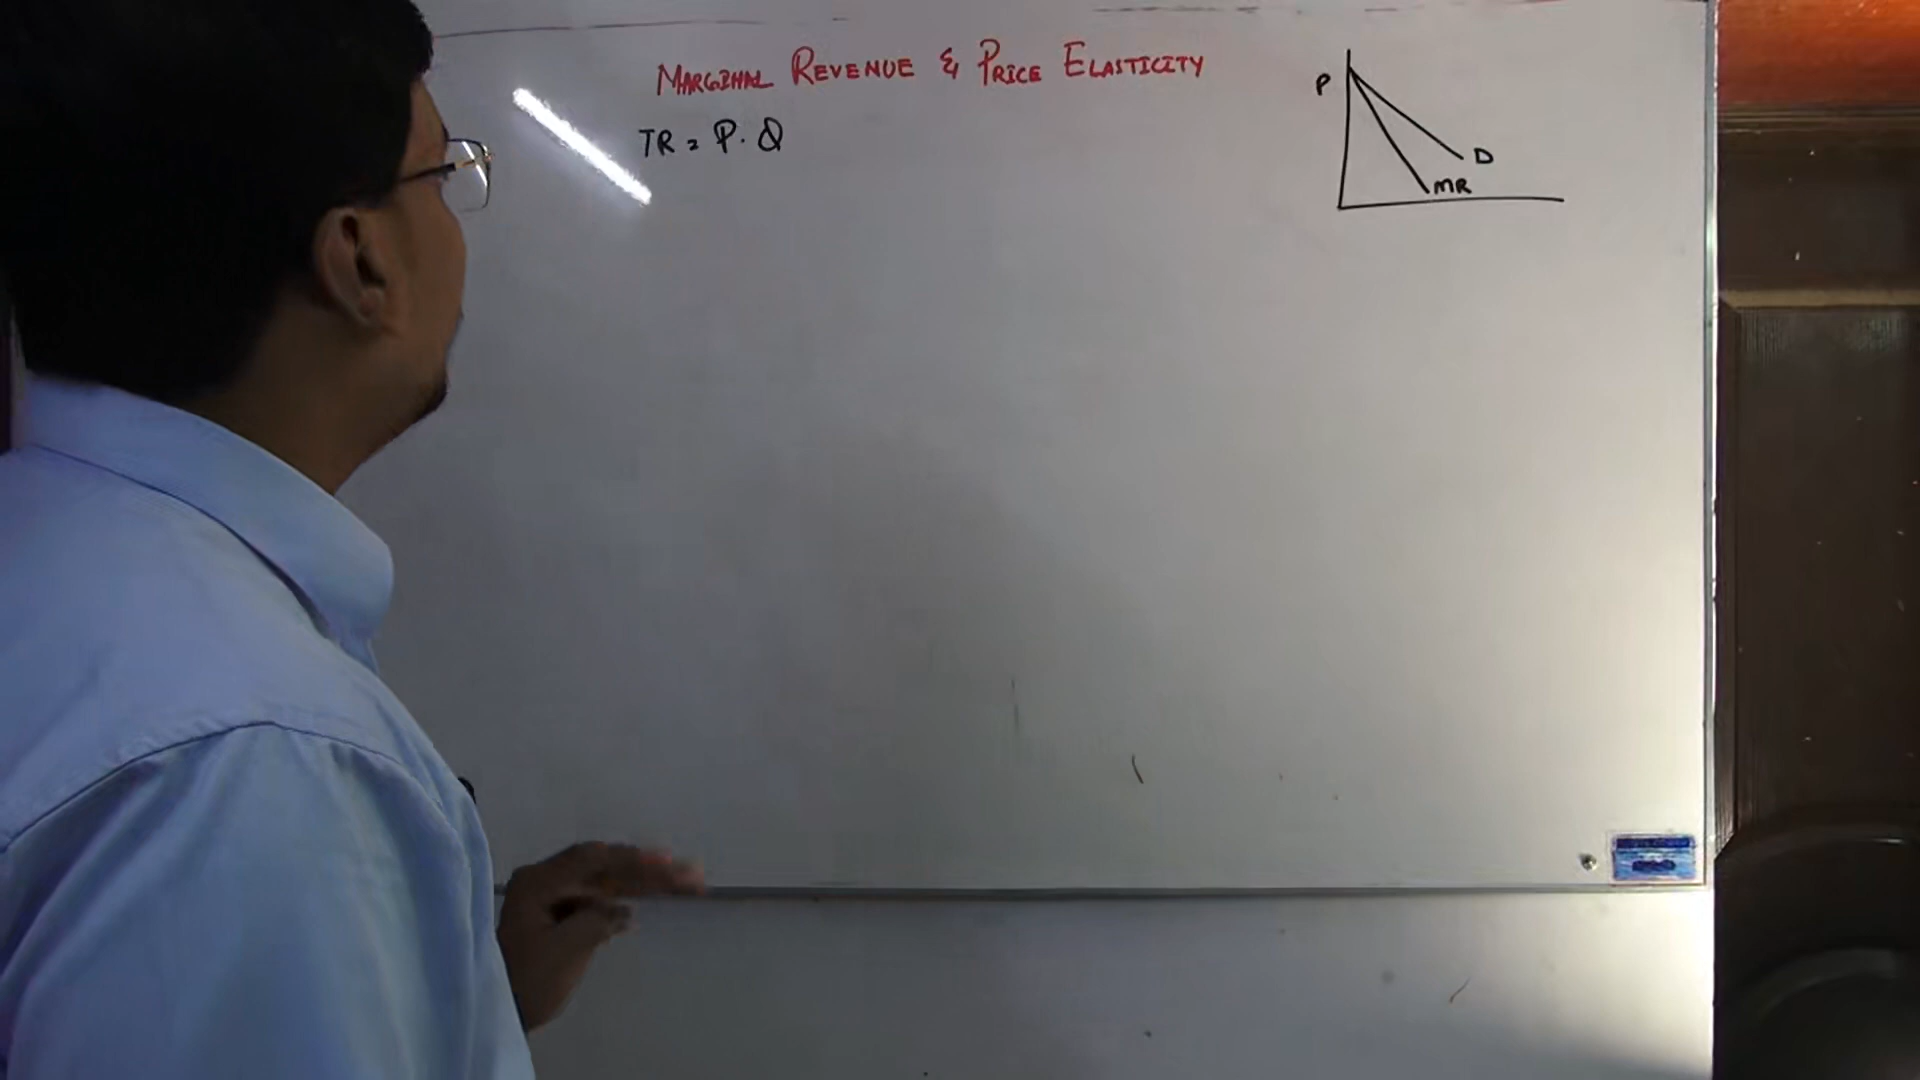 MARGINAL REVENUE & PRICE ELASTICITY
TR = P. Q
P
D
MR